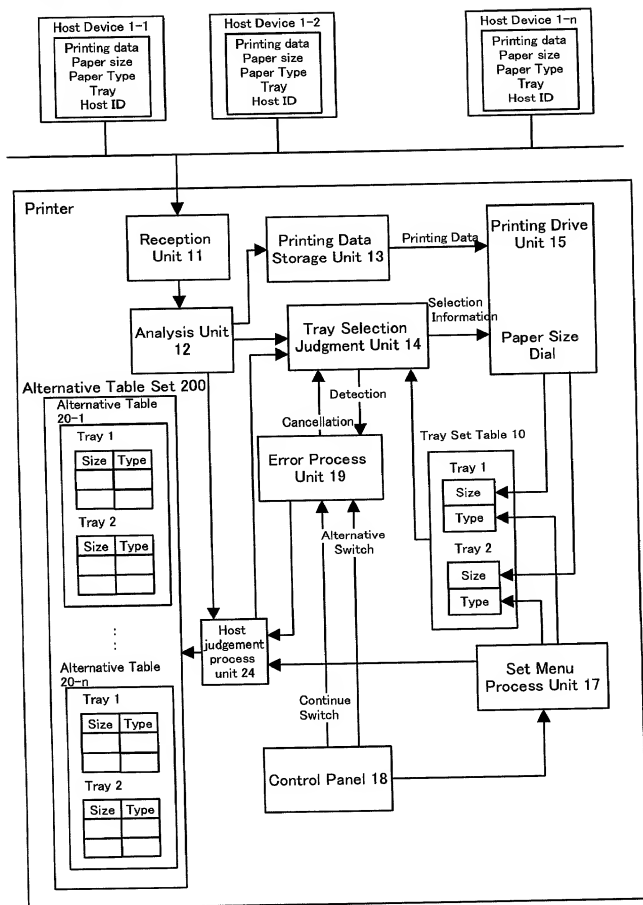 Host Device 1-1
Printing data
Paper size
Paper Type
Tray
Host ID
Host Device 1-2
Printing data
Paper size
Paper Type
Tray
Host ID
Host Device 1-n
Printing data
Paper size
Paper Type
Tray
Host ID
Printer
Reception
Unit 11
Printing Data
Storage Unit 13
Printing Data
Printing Drive
Unit 15
Paper Size
Dial
Analysis Unit
12
Tray Selection
Judgment Unit 14
Selection
Information
Alternative Table Set 200
Alternative Table
20-1
Tray 1
Size Type
Tray 2
Size Type
Cancellation
Detection
Error Process
Unit 19
Alternative
Switch
Tray Set Table 10
Tray 1
Size
Type
Tray 2
Size
Type
Host
judgement
process
unit 24
Alternative Table
20-n
Tray 1
Size Type
Tray 2
Size Type
Continue
Switch
Set Menu
Process Unit 17
Control Panel 18